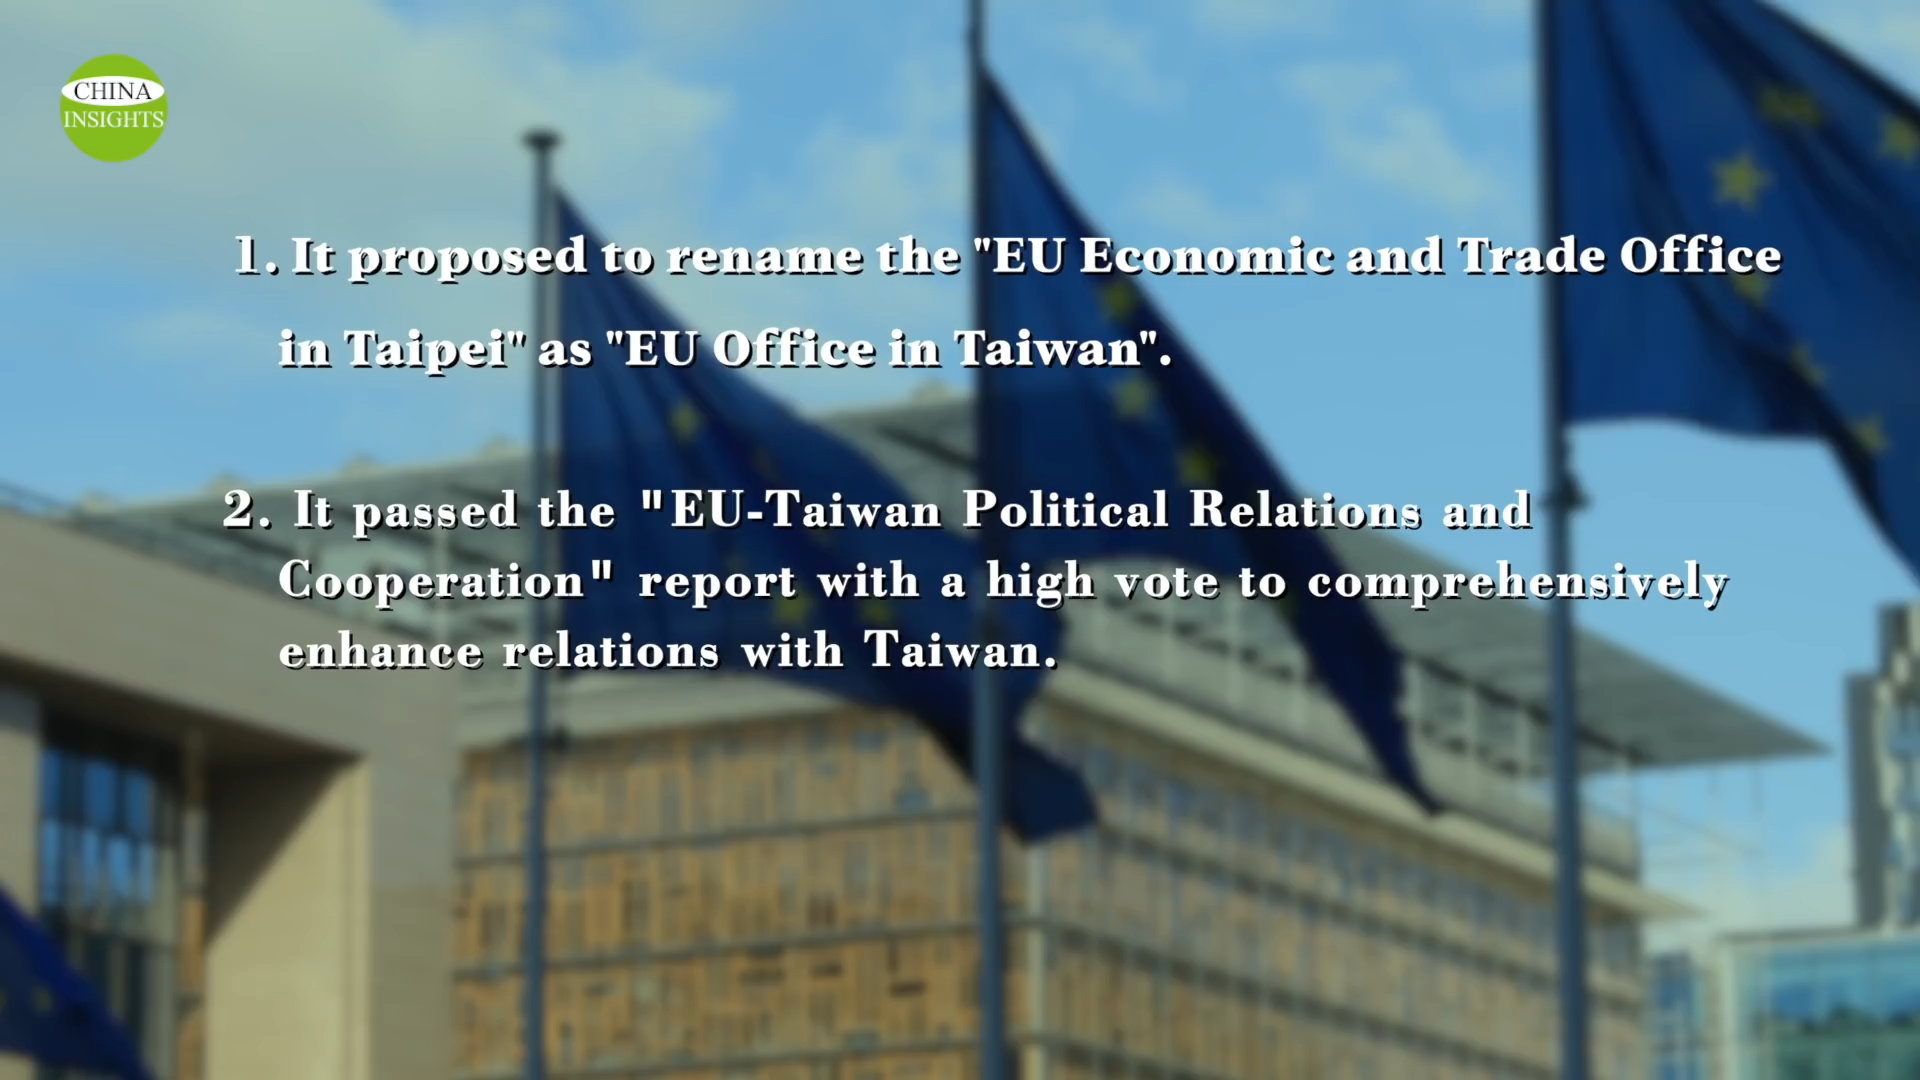 CHINA
INSIGHTS
1. It proposed to rename the "EU Economic and Trade Office
in Taipei" as "EU Office in Taiwan".
2. It passed the "EU-Taiwan Political Relations and
Cooperation" report with a high vote to comprehensively
enhance relations with Taiwan.